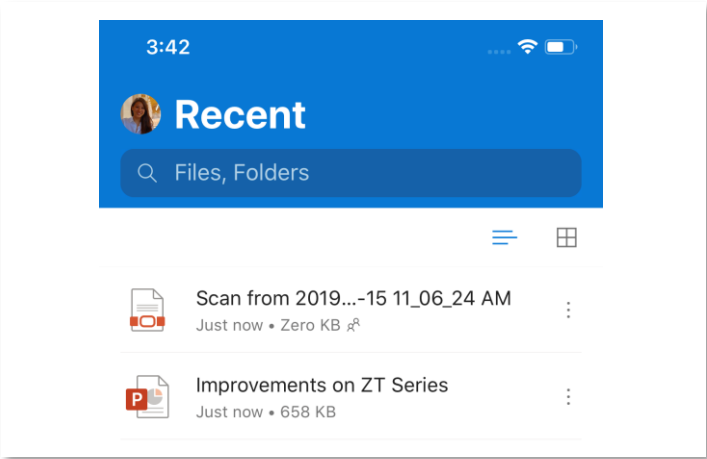 3:42
Recent
Files, Folders
Scan from 2019...-15 11_06_24 AM
Just now • Zero KB
P
Improvements on ZT Series
Just now • 658 KB